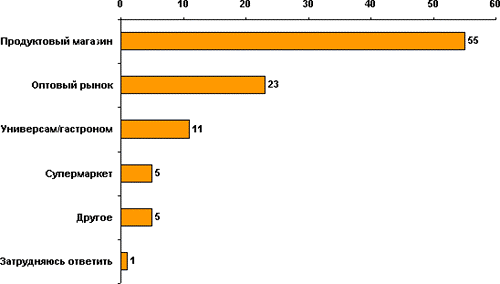 0 10 20 30 40 50 60
Продуктовый магазин 55
Оптовый рынок 23
Универсам/гастроном 11
Супермаркет 5
Другое 5
Затрудняюсь ответить 1